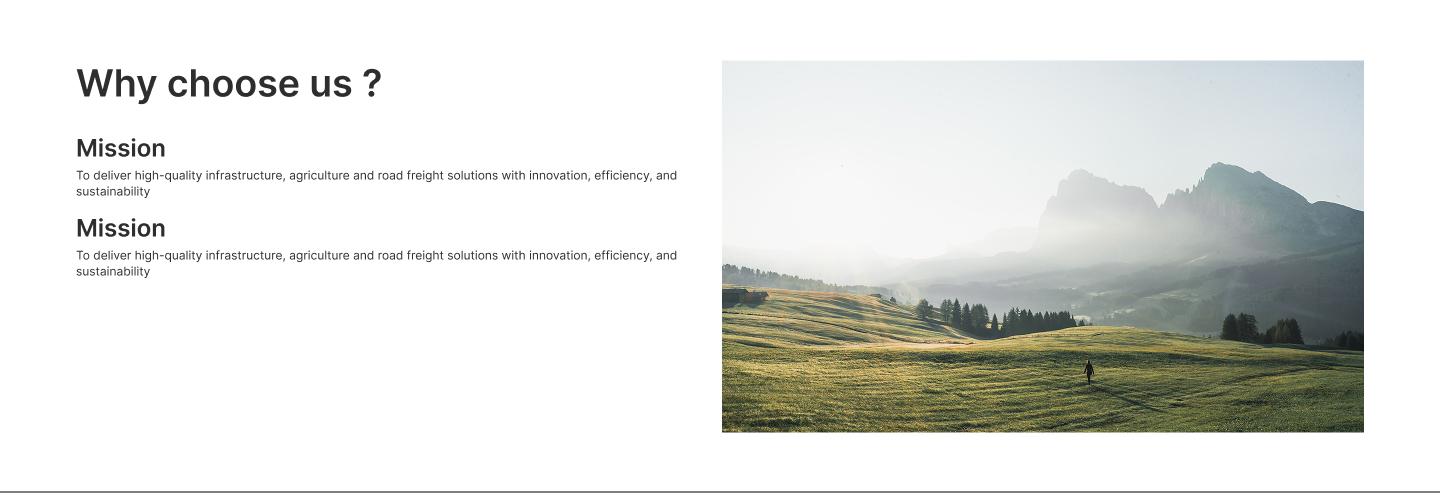 Why choose us ?
Mission
To deliver high-quality infrastructure, agriculture and road freight solutions with innovation, efficiency, and
sustainability
Mission
To deliver high-quality infrastructure, agriculture and road freight solutions with innovation, efficiency, and
sustainability